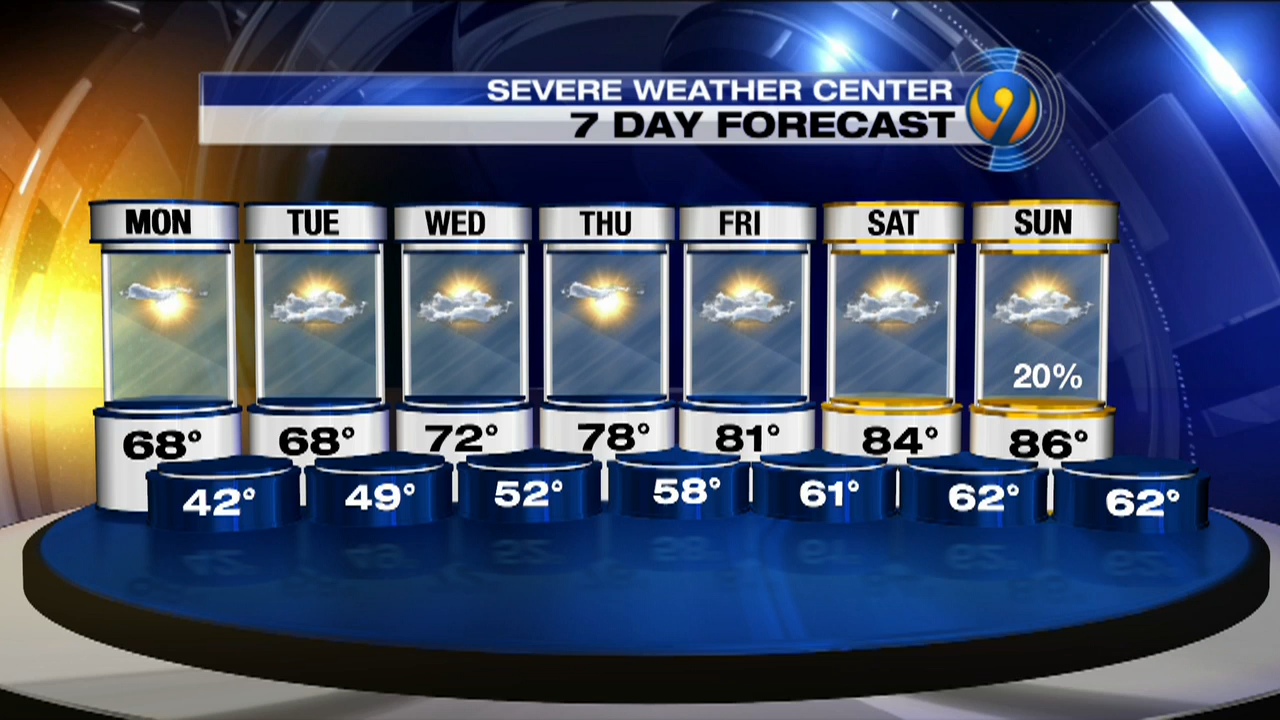 SEVERE WEATHER CENTER
7 DAY FORECAST
9
MON TUE WED THU FRI SAT SUN
20%
68° 68° 72° 78° 81° 84° 86°
42° 49° 52° 58° 61° 62° 62°